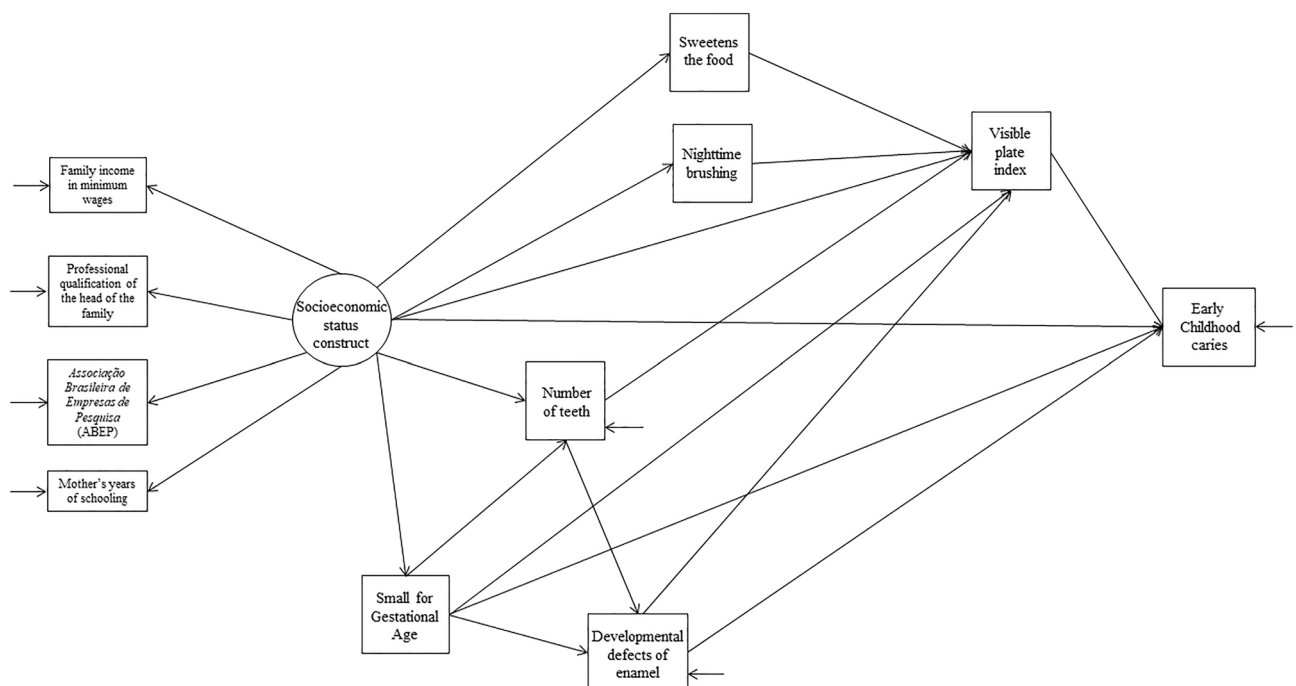 Sweetens
the food
Nighttime
brushing
Visible
plate
index
Family income
in minimum
wages
Professional
qualification of
the head of the
family
Associação
Brasileira de
Empresas de
Pesquisa
(ABEP)
Mother's years
of schooling
Socioeconomic
status
construct
Early
Childhood
caries
Number
of teeth
Small for
Gestational
Age
Developmental
defects of
enamel